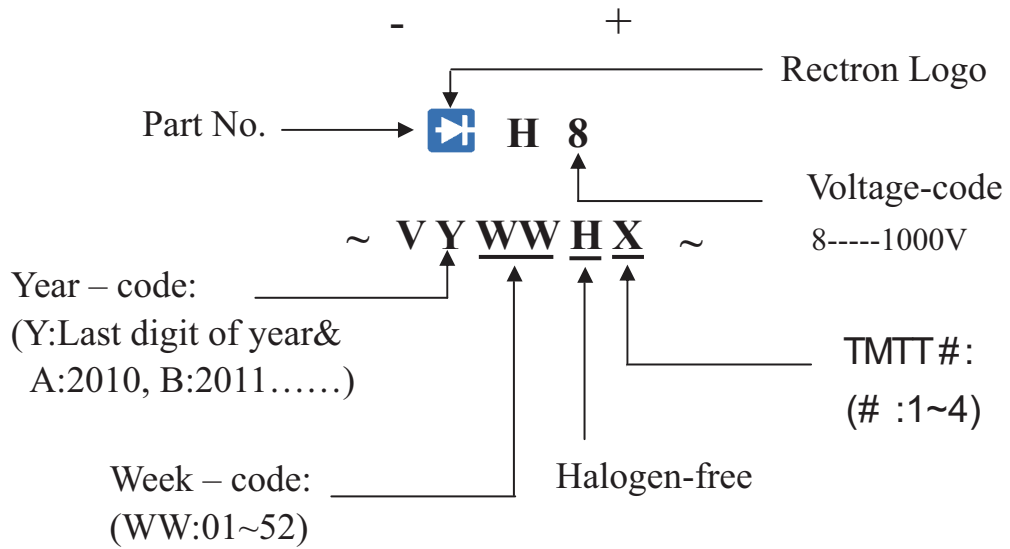 - +
Rectron Logo
Part No.
H 8
Voltage-code
8-----1000V
~ V Y WW H X ~
Year – code:
(Y:Last digit of year&
A:2010, B:2011……)
TMTT#:
(# :1~4)
Halogen-free
Week – code:
(WW:01~52)